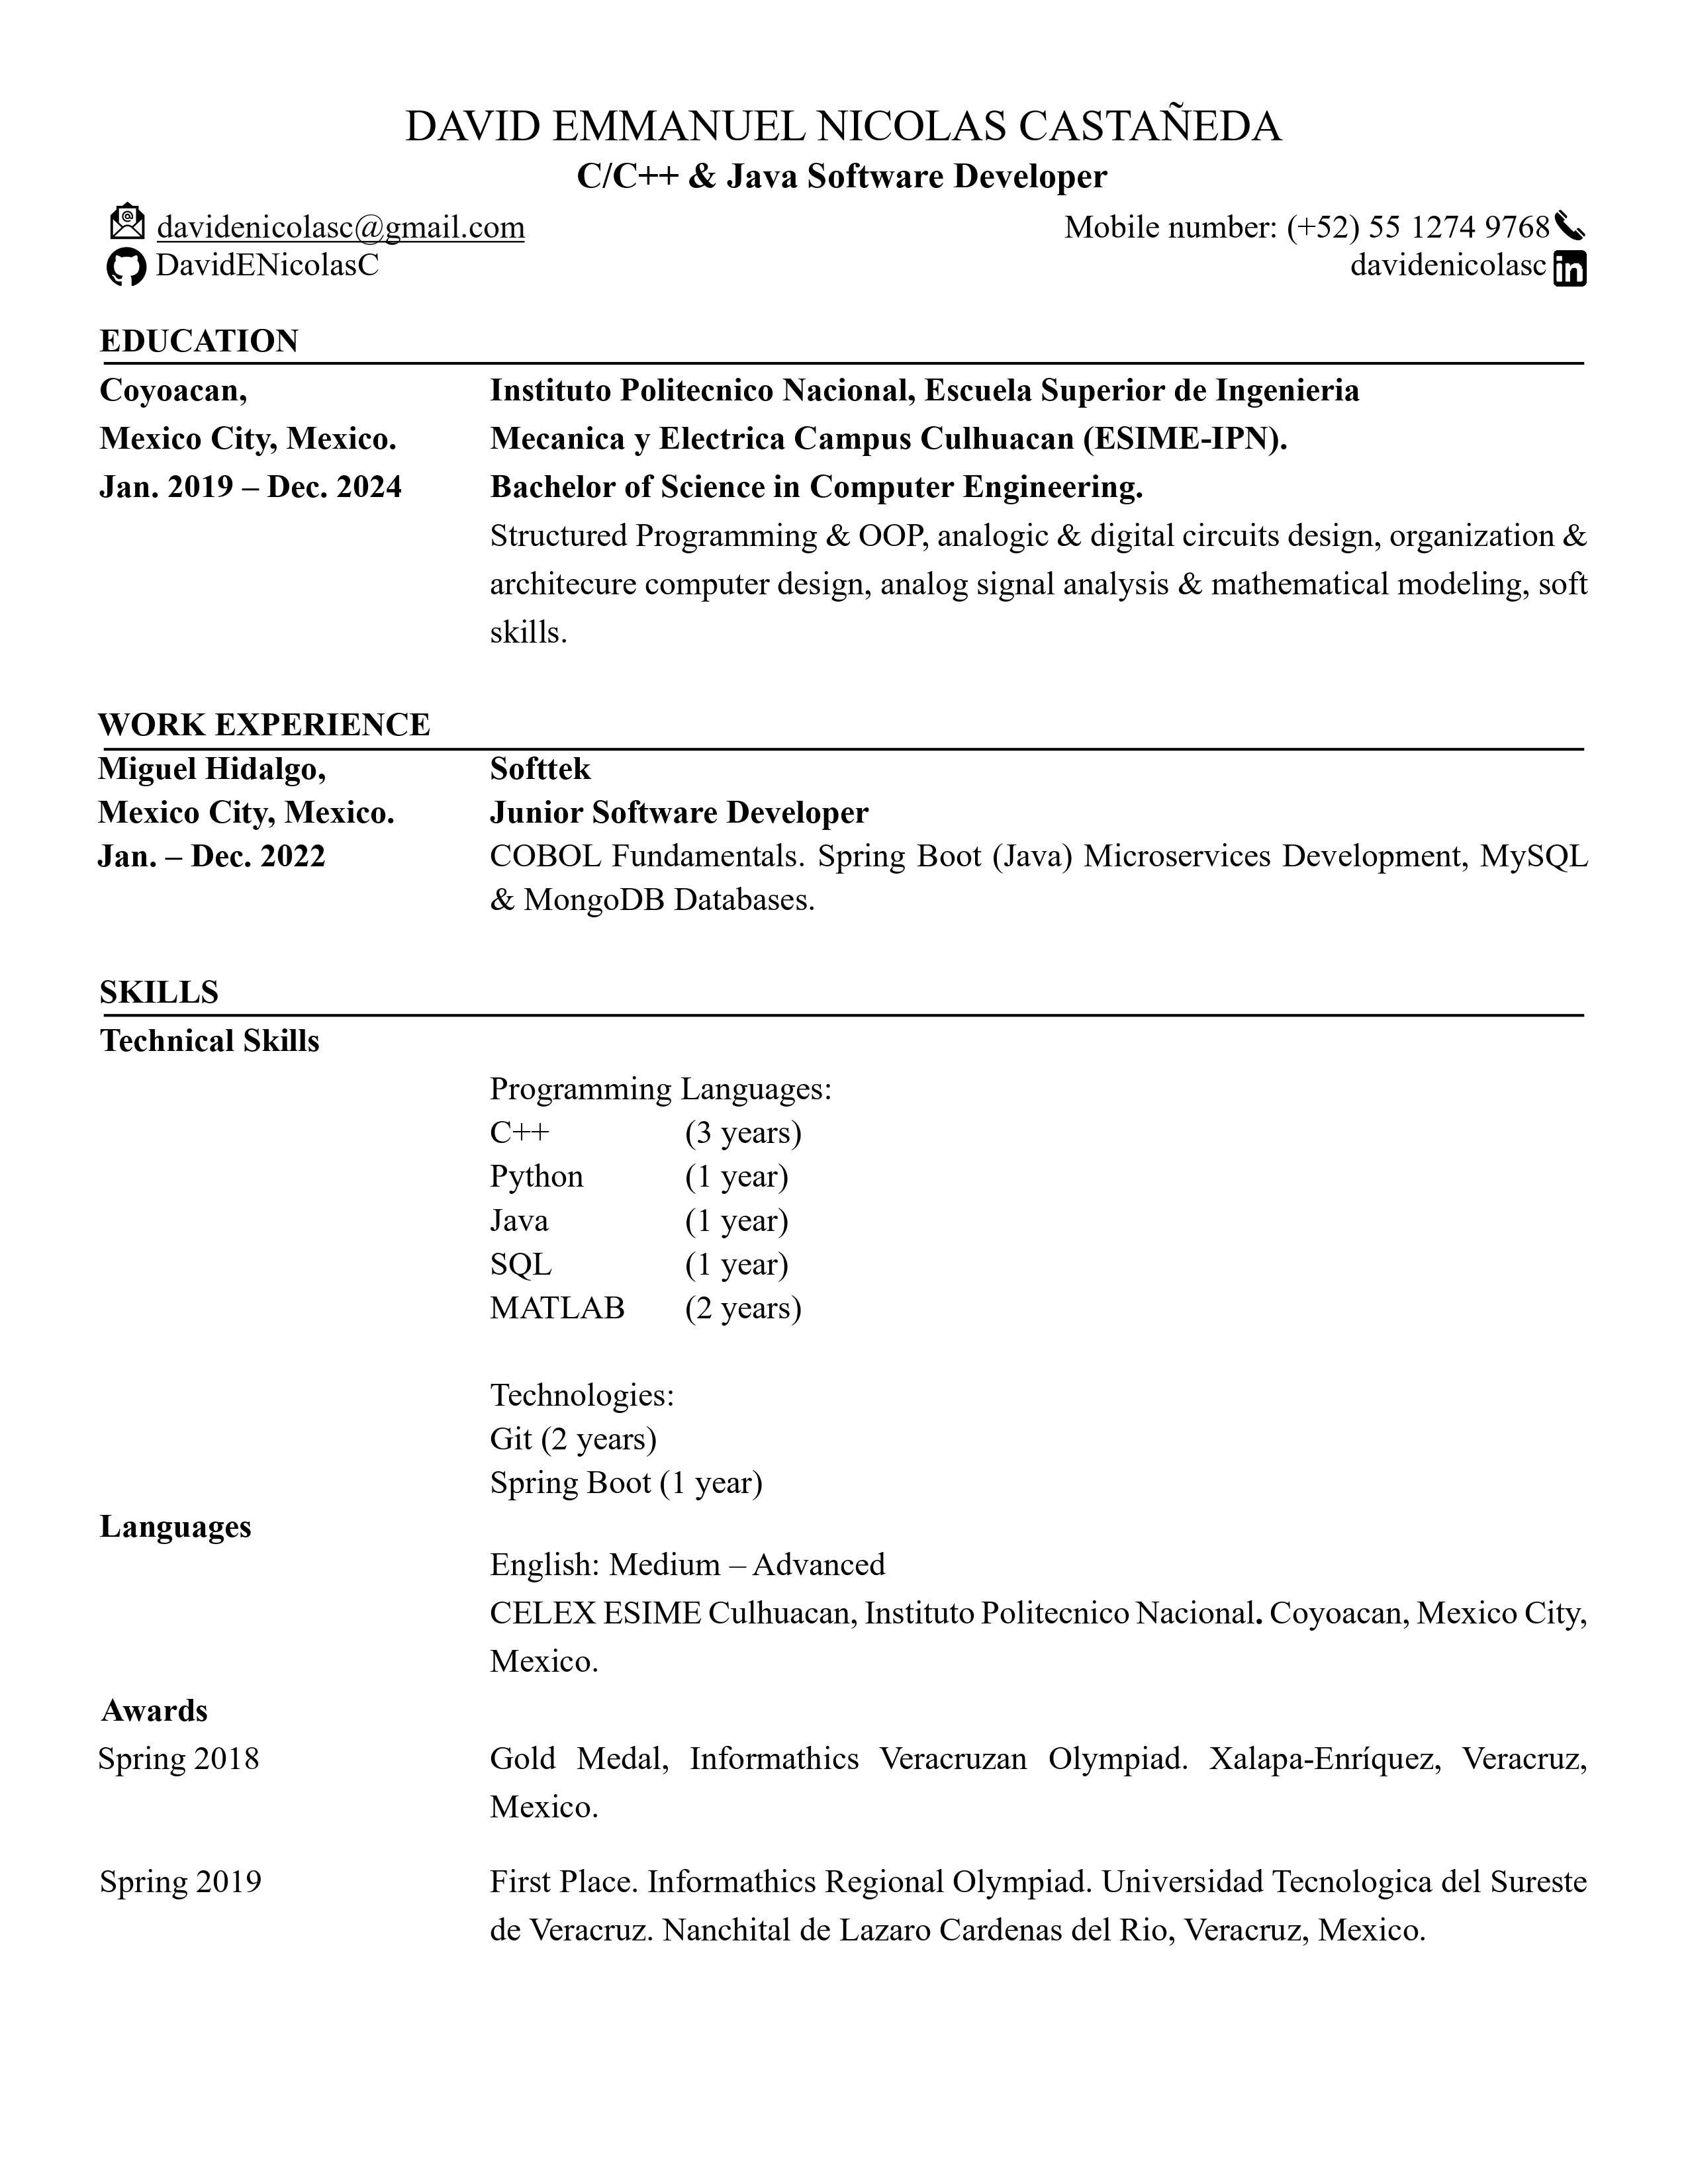 DAVID EMMANUEL NICOLAS CASTAÑEDA
C/C++ & Java Software Developer
davidenicolasc@gmail.com Mobile number: (+52) 55 1274 9768
DavidENicolasC davidenicolasc in
EDUCATION
Coyoacan, Instituto Politecnico Nacional, Escuela Superior de Ingenieria
Mexico City, Mexico. Mecanica y Electrica Campus Culhuacan (ESIME-IPN).
Jan. 2019 – Dec. 2024 Bachelor of Science in Computer Engineering.
Structured Programming & OOP, analogic & digital circuits design, organization &
architecure computer design, analog signal analysis & mathematical modeling, soft
skills.
WORK EXPERIENCE
Miguel Hidalgo, Softtek
Mexico City, Mexico. Junior Software Developer
Jan. – Dec. 2022 COBOL Fundamentals. Spring Boot (Java) Microservices Development, MySQL
& MongoDB Databases.
SKILLS
Technical Skills
Programming Languages:
C++ (3 years)
Python (1 year)
Java (1 year)
SQL (1 year)
MATLAB (2 years)
Technologies:
Git (2 years)
Spring Boot (1 year)
Languages
English: Medium – Advanced
CELEX ESIME Culhuacan, Instituto Politecnico Nacional. Coyoacan, Mexico City,
Mexico.
Awards
Spring 2018 Gold Medal, Informathics Veracruzan Olympiad. Xalapa-Enríquez, Veracruz,
Mexico.
Spring 2019 First Place. Informathics Regional Olympiad. Universidad Tecnologica del Sureste
de Veracruz. Nanchital de Lazaro Cardenas del Rio, Veracruz, Mexico.